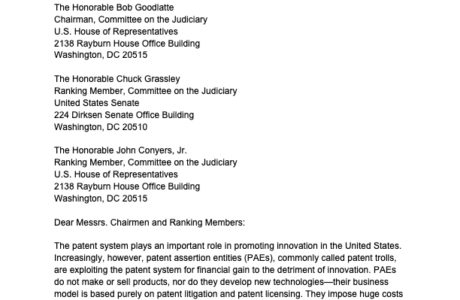 The Honorable Bob Goodlatte
Chairman, Committee on the Judiciary
U.S. House of Representatives
2138 Rayburn House Office Building
Washington, DC 20515
The Honorable Chuck Grassley
Ranking Member, Committee on the Judiciary
United States Senate
224 Dirksen Senate Office Building
Washington, DC 20510
The Honorable John Conyers, Jr.
Ranking Member, Committee on the Judiciary
U.S. House of Representatives
2138 Rayburn House Office Building
Washington, DC 20515
Dear Messrs. Chairmen and Ranking Members:
The patent system plays an important role in promoting innovation in the United States.
Increasingly, however, patent assertion entities (PAEs), commonly called patent trolls,
are exploiting the patent system for financial gain to the detriment of innovation. PAEs
do not make or sell products, nor do they develop new technologies—their business
model is based purely on patent litigation and patent licensing. They impose huge costs